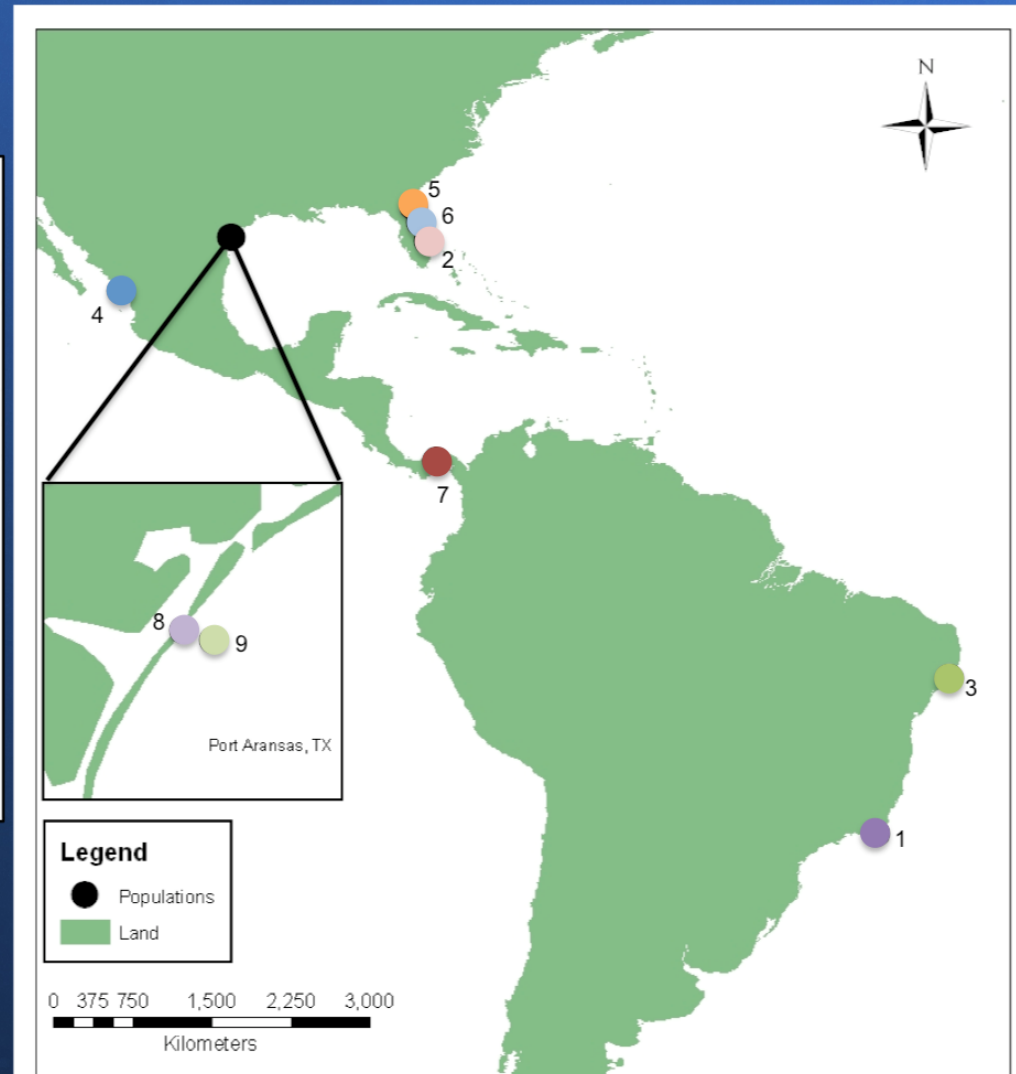 N
5
6
2
4
7
8
9
Port Aransas, TX
3
1
Legend
Populations
Land
0 375 750 1,500 2,250 3,000
Kilometers